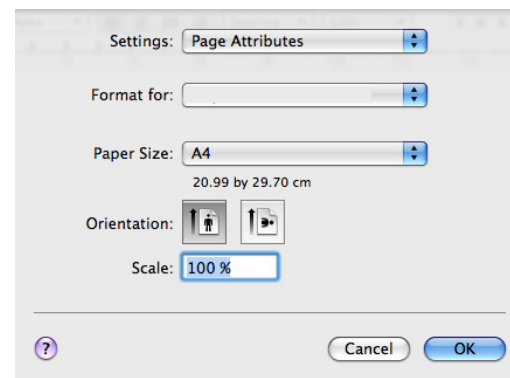 Settings: Page Attributes
Format for:
Paper Size: A4
20.99 by 29.70 cm
Orientation:
Scale: 100 %
? Cancel OK